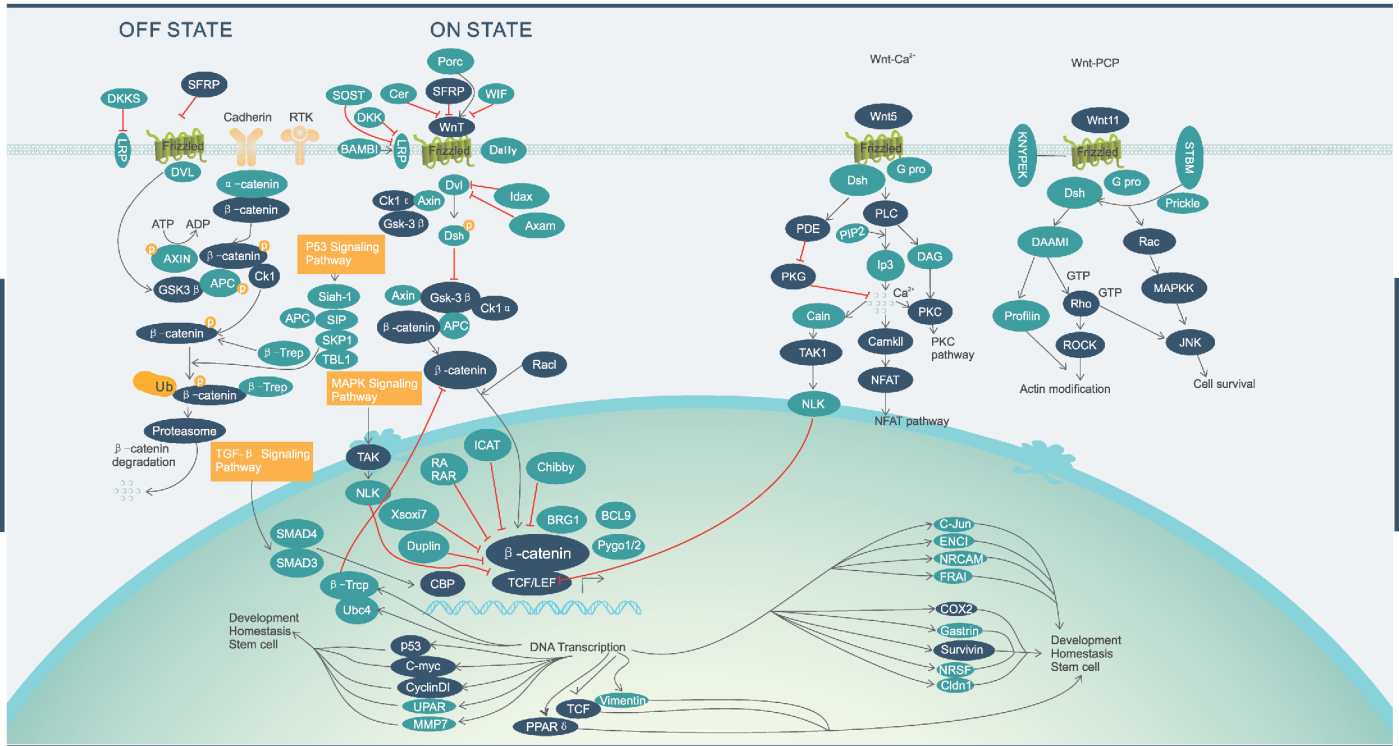 OFF STATE
ON STATE
Wnt-Ca²⁻
Wnt-PCP
DKKS
SFRP
LRP
Frizzled
Cadherin
RTK
DVL
α-catenin
β-catenin
ATP
ADP
p
AXIN
β-catenin
p
GSK3 β
APC
p
Ck1
β-catenin
p
β-Trep
Ub
p
β-catenin
β-Trep
Proteasome
β-catenin
degradation
P53 Signaling
Pathway
Siah-1
APC
SIP
SKP1
TBL1
MAPK Signaling
Pathway
TGF-β Signaling
Pathway
Porc
SOST
Cer
SFRP
WIF
DKK
WnT
BAMBI
LRP
Frizzled
Dally
Dvl
Ck1 ε
Axin
Idax
Gsk-3 β
Axam
Dsh
p
Axin
Gsk-3 β
Ck1α
β-catenin
APC
β-catenin
RacI
TAK
NLK
ICAT
RA
RAR
Chibby
Xsoxi7
Duplin
BRG1
BCL9
β-catenin
Pygo1/2
TCF/LEF
SMAD4
SMAD3
CBP
β-Trcp
Ubc4
Development
Homestasis
Stem cell
p53
C-myc
CyclinDI
UPAR
MMP7
DNA Transcription
Vimentin
TCF
PPAR δ
Wnt5
Frizzled
G pro
Dsh
PLC
PDE
PIP2
DAG
Ip3
PKG
Ca²⁺
Caln
PKC
TAK1
CamkII
PKC
pathway
NFAT
NLK
NFAT pathway
Wnt11
KNYPEK
Frizzled
STBM
G pro
Dsh
Prickle
DAAMI
Rac
GTP
MAPKK
Rho
GTP
Profilin
ROCK
JNK
Actin modification
Cell survival
C-Jun
ENCI
NRCAM
FRAI
COX2
Gastrin
Survivin
NRSF
Cldn1
Development
Homestasis
Stem cell